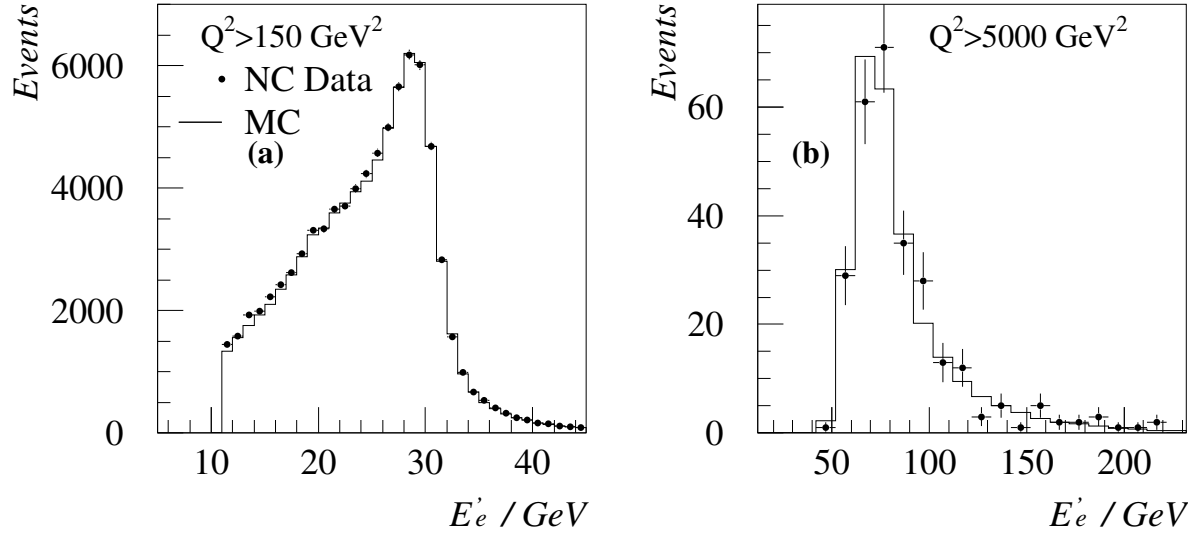 Events
Q²>150 GeV²
NC Data
MC
(a)
6000
4000
2000
0
10 20 30 40
E'e / GeV
Events
Q²>5000 GeV²
(b)
60
40
20
0
50 100 150 200
E'e / GeV